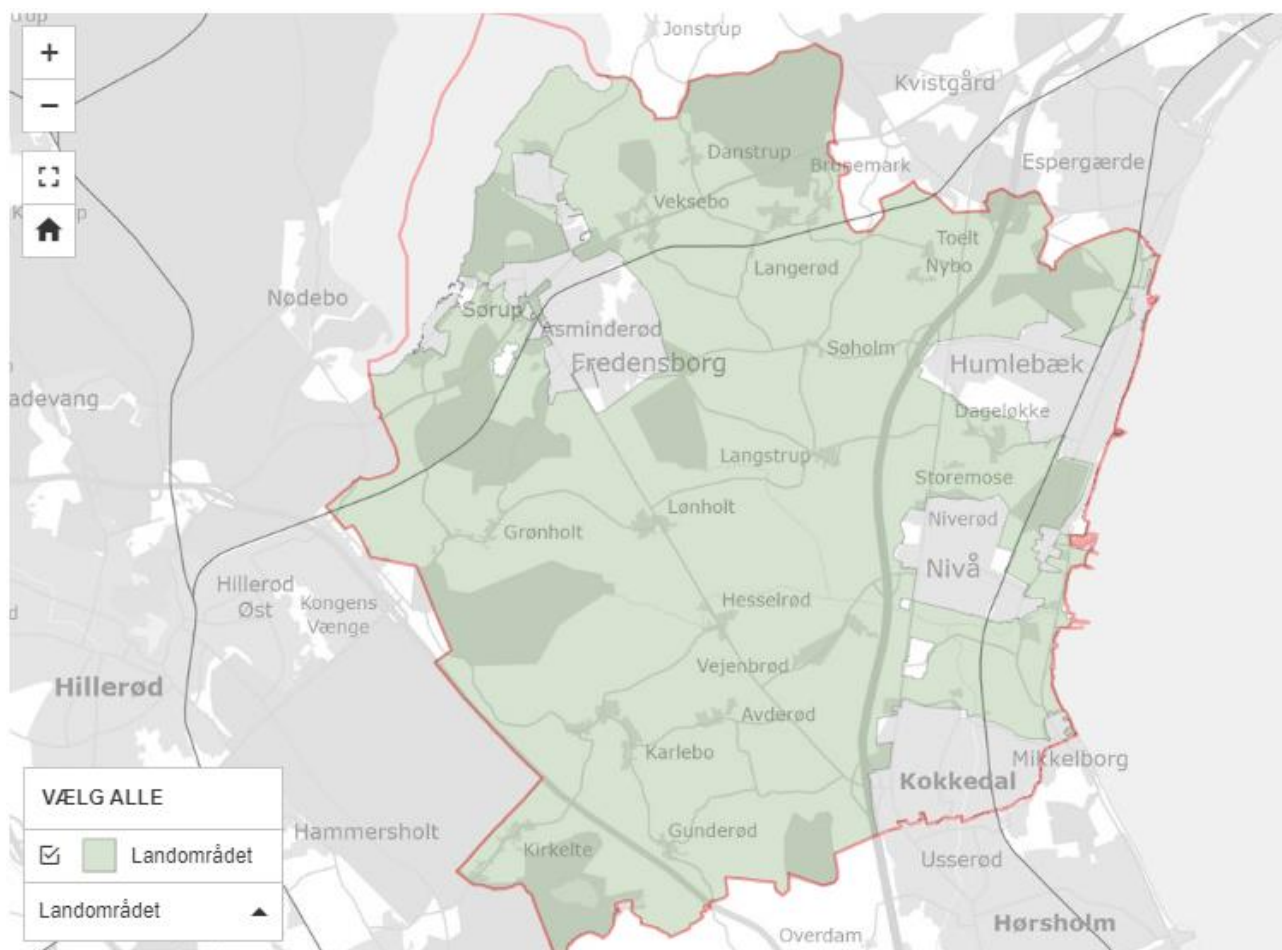 Jonstrup
+
Kvistgård
−
Danstrup
Brunemark
Espergærde
Veksebo
Toelt
Nybo
Langerød
Nødebo
Sørup
Asminderød
Fredensborg
Søholm
Humlebæk
adevang
Dageløkke
Langstrup
Storemose
Lønholt
Niverød
Grønholt
Nivå
Hillerød
Øst
Kongens
Vænge
Hesselrød
Vejenbrød
Hillerød
Avderød
Karlebo
Mikkelborg
Kokkedal
VÆLG ALLE
Hammersholt
Gunderød
Kirkelte
Landområdet
Usserød
Landområdet
Hørsholm
Overdam